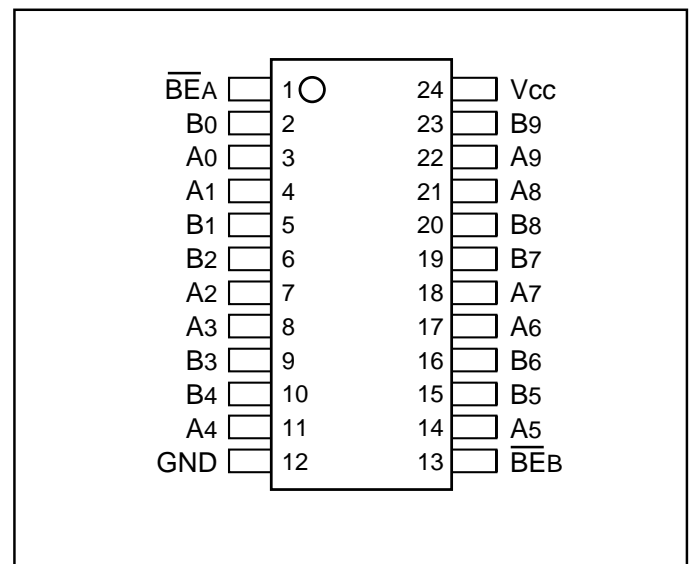 B̅E̅A 1 24 Vcc
B0 2 23 B9
A0 3 22 A9
A1 4 21 A8
B1 5 20 B8
B2 6 19 B7
A2 7 18 A7
A3 8 17 A6
B3 9 16 B6
B4 10 15 B5
A4 11 14 A5
GND 12 13 B̅E̅B